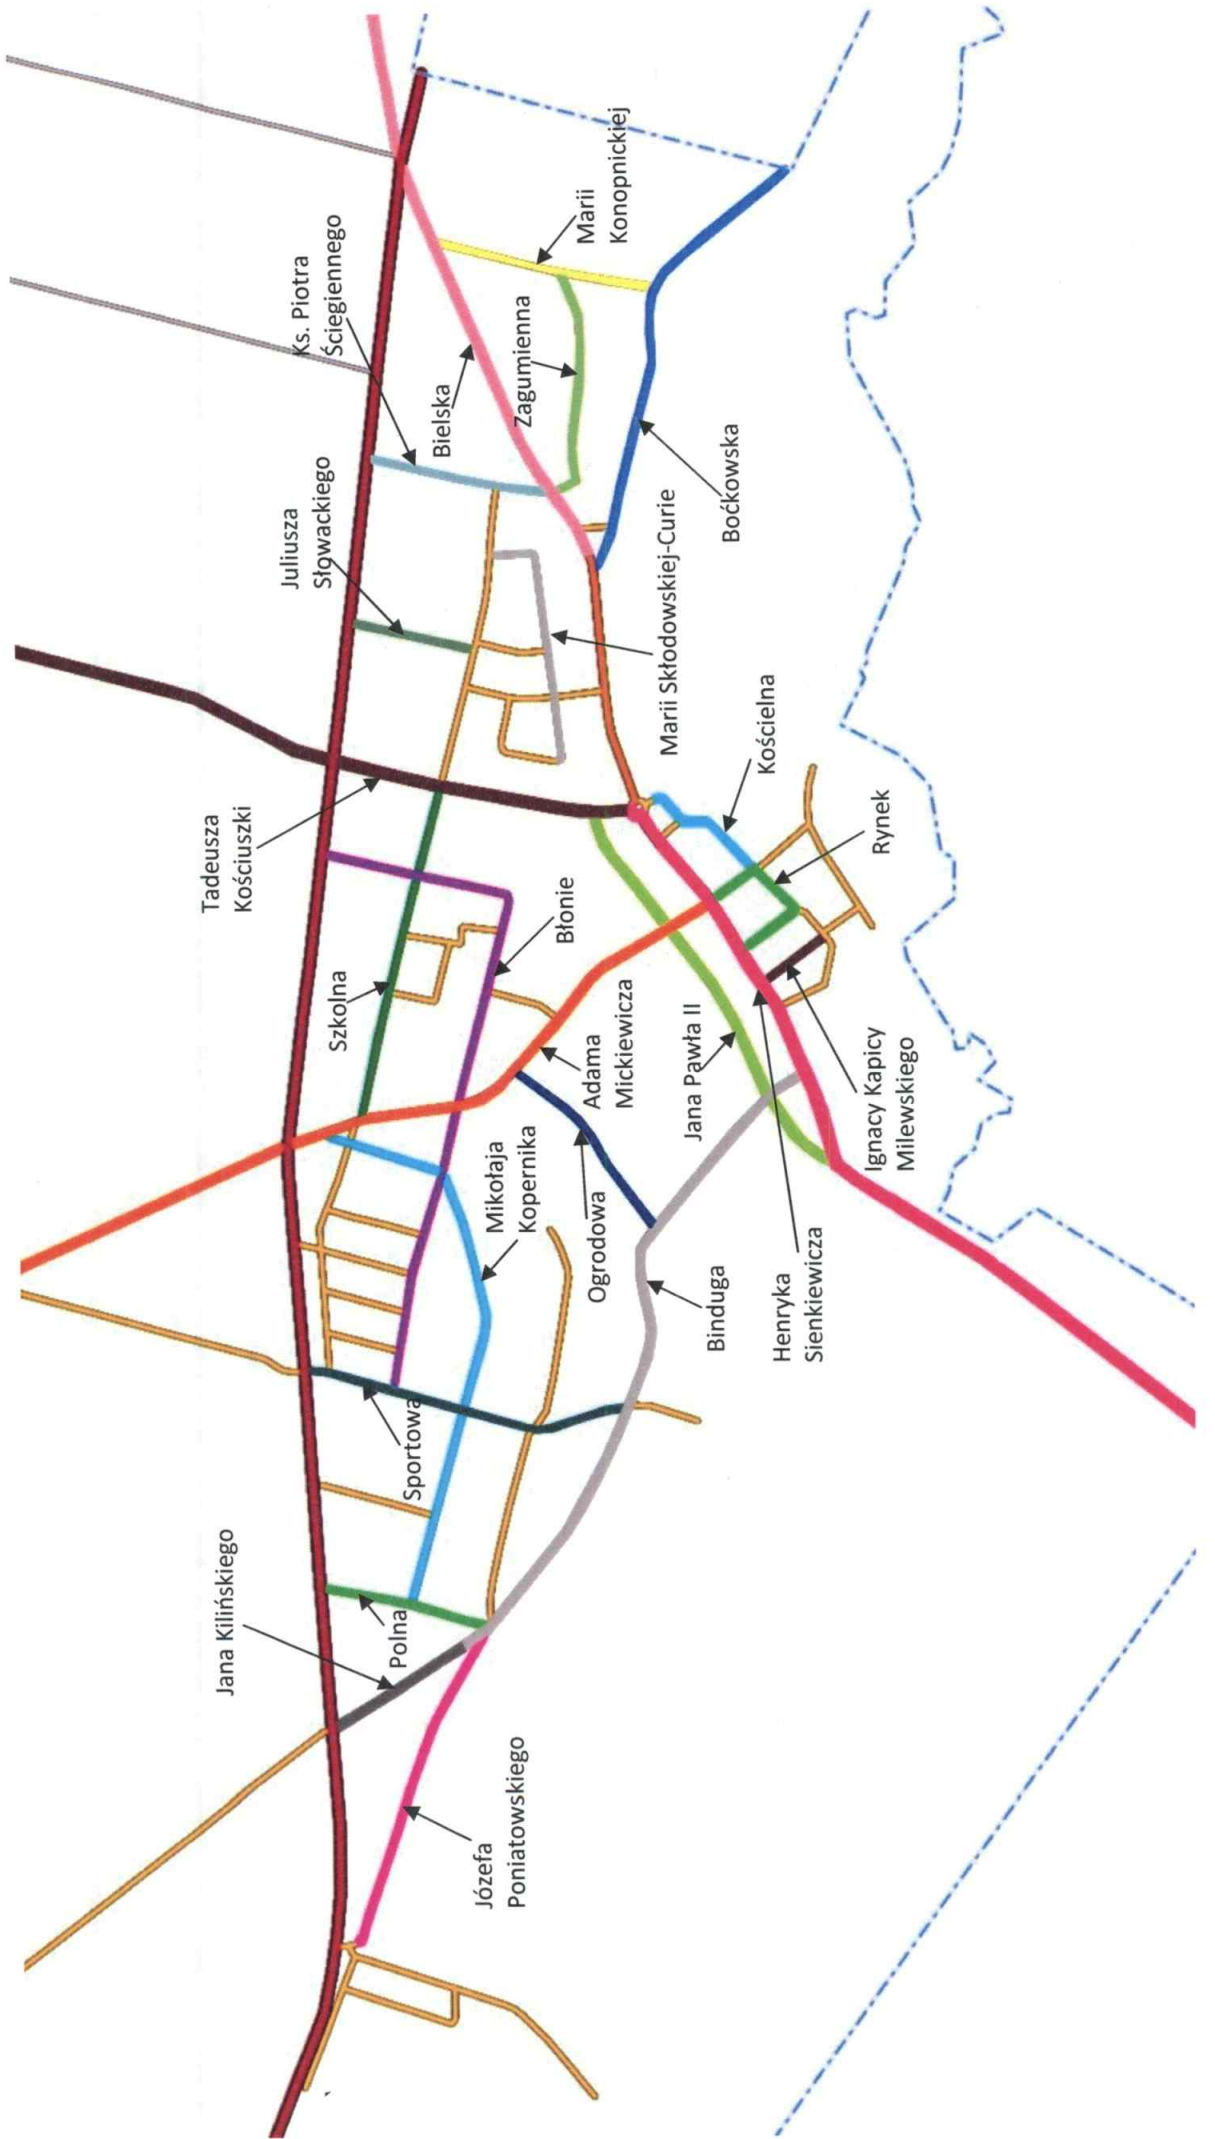 Jana Kilińskiego
Józefa
Poniatowskiego
Polna
Sportowa
Mikołaja
Kopernika
Szkolna
Błonie
Ogrodowa
Binduga
Adama
Mickiewicza
Jana Pawła II
Henryka
Sienkiewicza
Ignacy Kapicy
Milewskiego
Tadeusza
Kościuszki
Rynek
Kościelna
Juliusza
Słowackiego
Marii Skłodowskiej-Curie
Ks. Piotra
Ściegiennego
Bielska
Zagumienna
Boćkowska
Marii
Konopnickiej